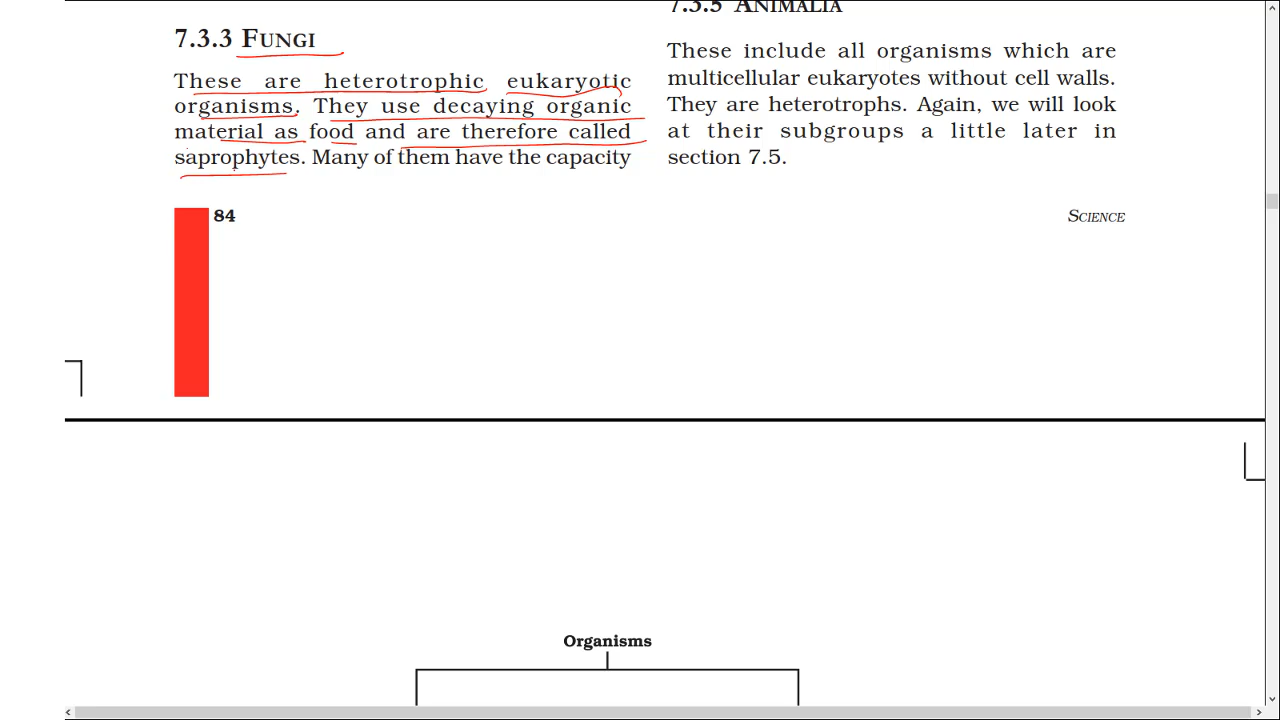 7.3.3 FUNGI
These are heterotrophic eukaryotic
organisms. They use decaying organic
material as food and are therefore called
saprophytes. Many of them have the capacity
7.3.5 ANIMALIA
These include all organisms which are
multicellular eukaryotes without cell walls.
They are heterotrophs. Again, we will look
at their subgroups a little later in
section 7.5.
84
SCIENCE
Organisms